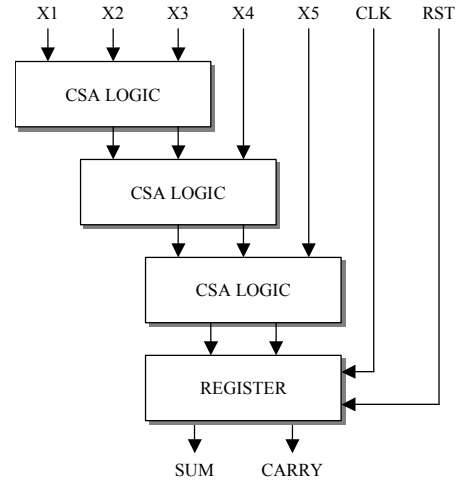 X1 X2 X3 X4 X5 CLK RST
CSA LOGIC
CSA LOGIC
CSA LOGIC
REGISTER
SUM CARRY